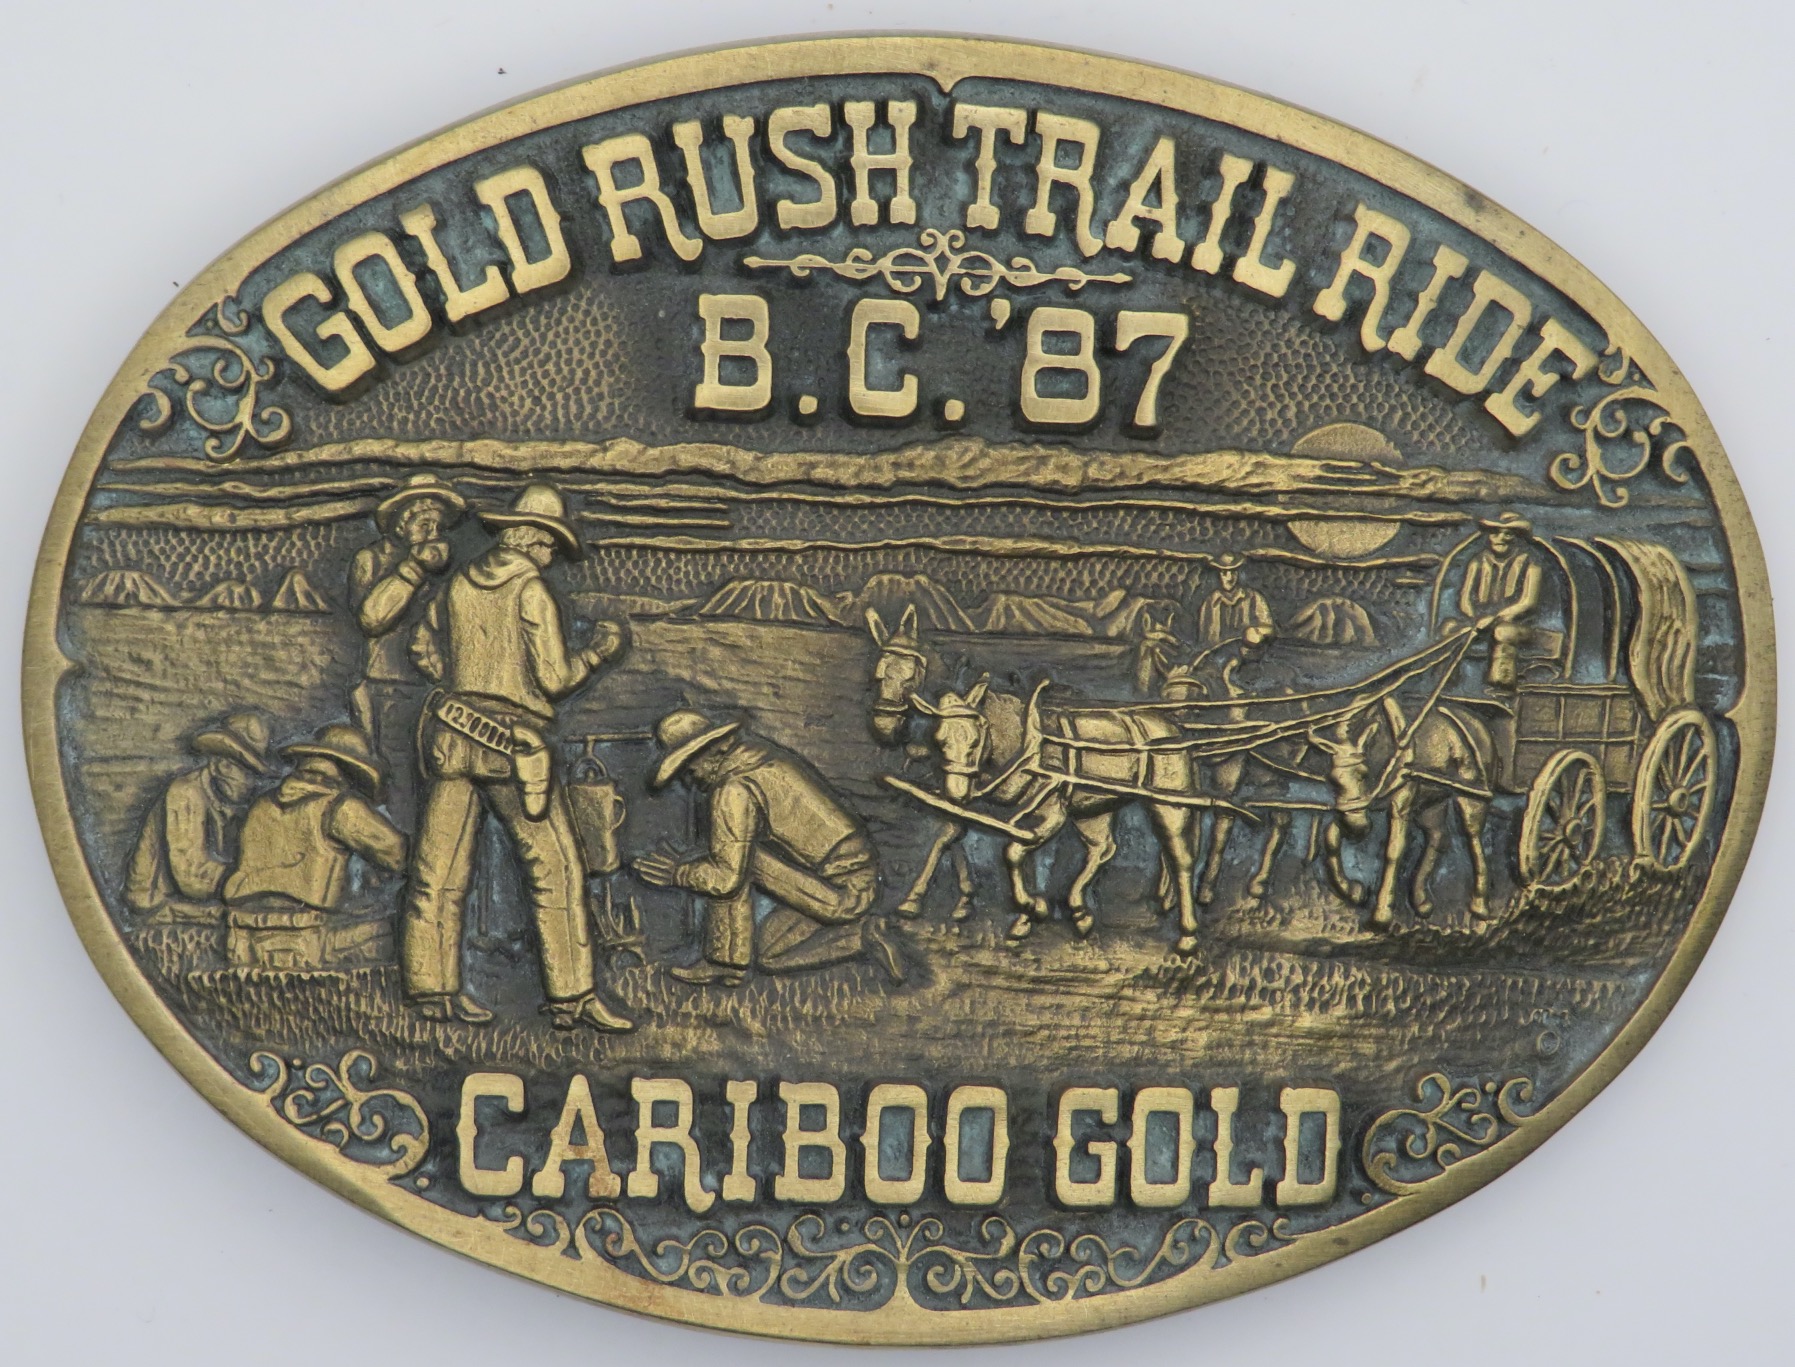 GOLD RUSH TRAIL RIDE
B.C. '87
CARIBOO GOLD